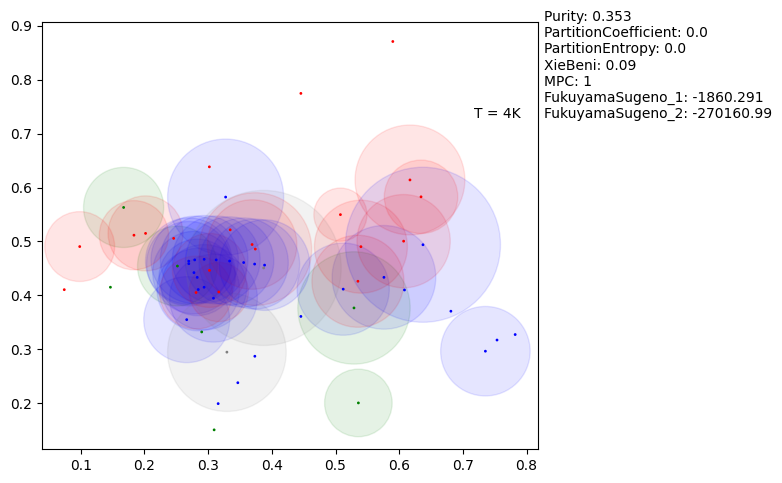 Purity: 0.353
PartitionCoefficient: 0.0
PartitionEntropy: 0.0
XieBeni: 0.09
MPC: 1
FukuyamaSugeno_1: -1860.291
FukuyamaSugeno_2: -270160.99
T = 4K
0.9
0.8
0.7
0.6
0.5
0.4
0.3
0.2
0.1 0.2 0.3 0.4 0.5 0.6 0.7 0.8